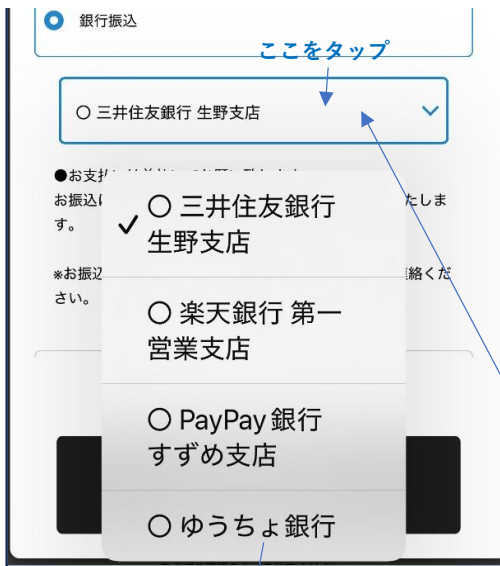 銀行振込
ここをタップ
〇 三井住友銀行 生野支店
●お支払
お振込 たしま
す。
✓ 〇 三井住友銀行
生野支店
※お振込 絡くだ
さい。
〇 楽天銀行 第一
営業支店
〇 PayPay 銀行
すずめ支店
〇 ゆうちょ銀行